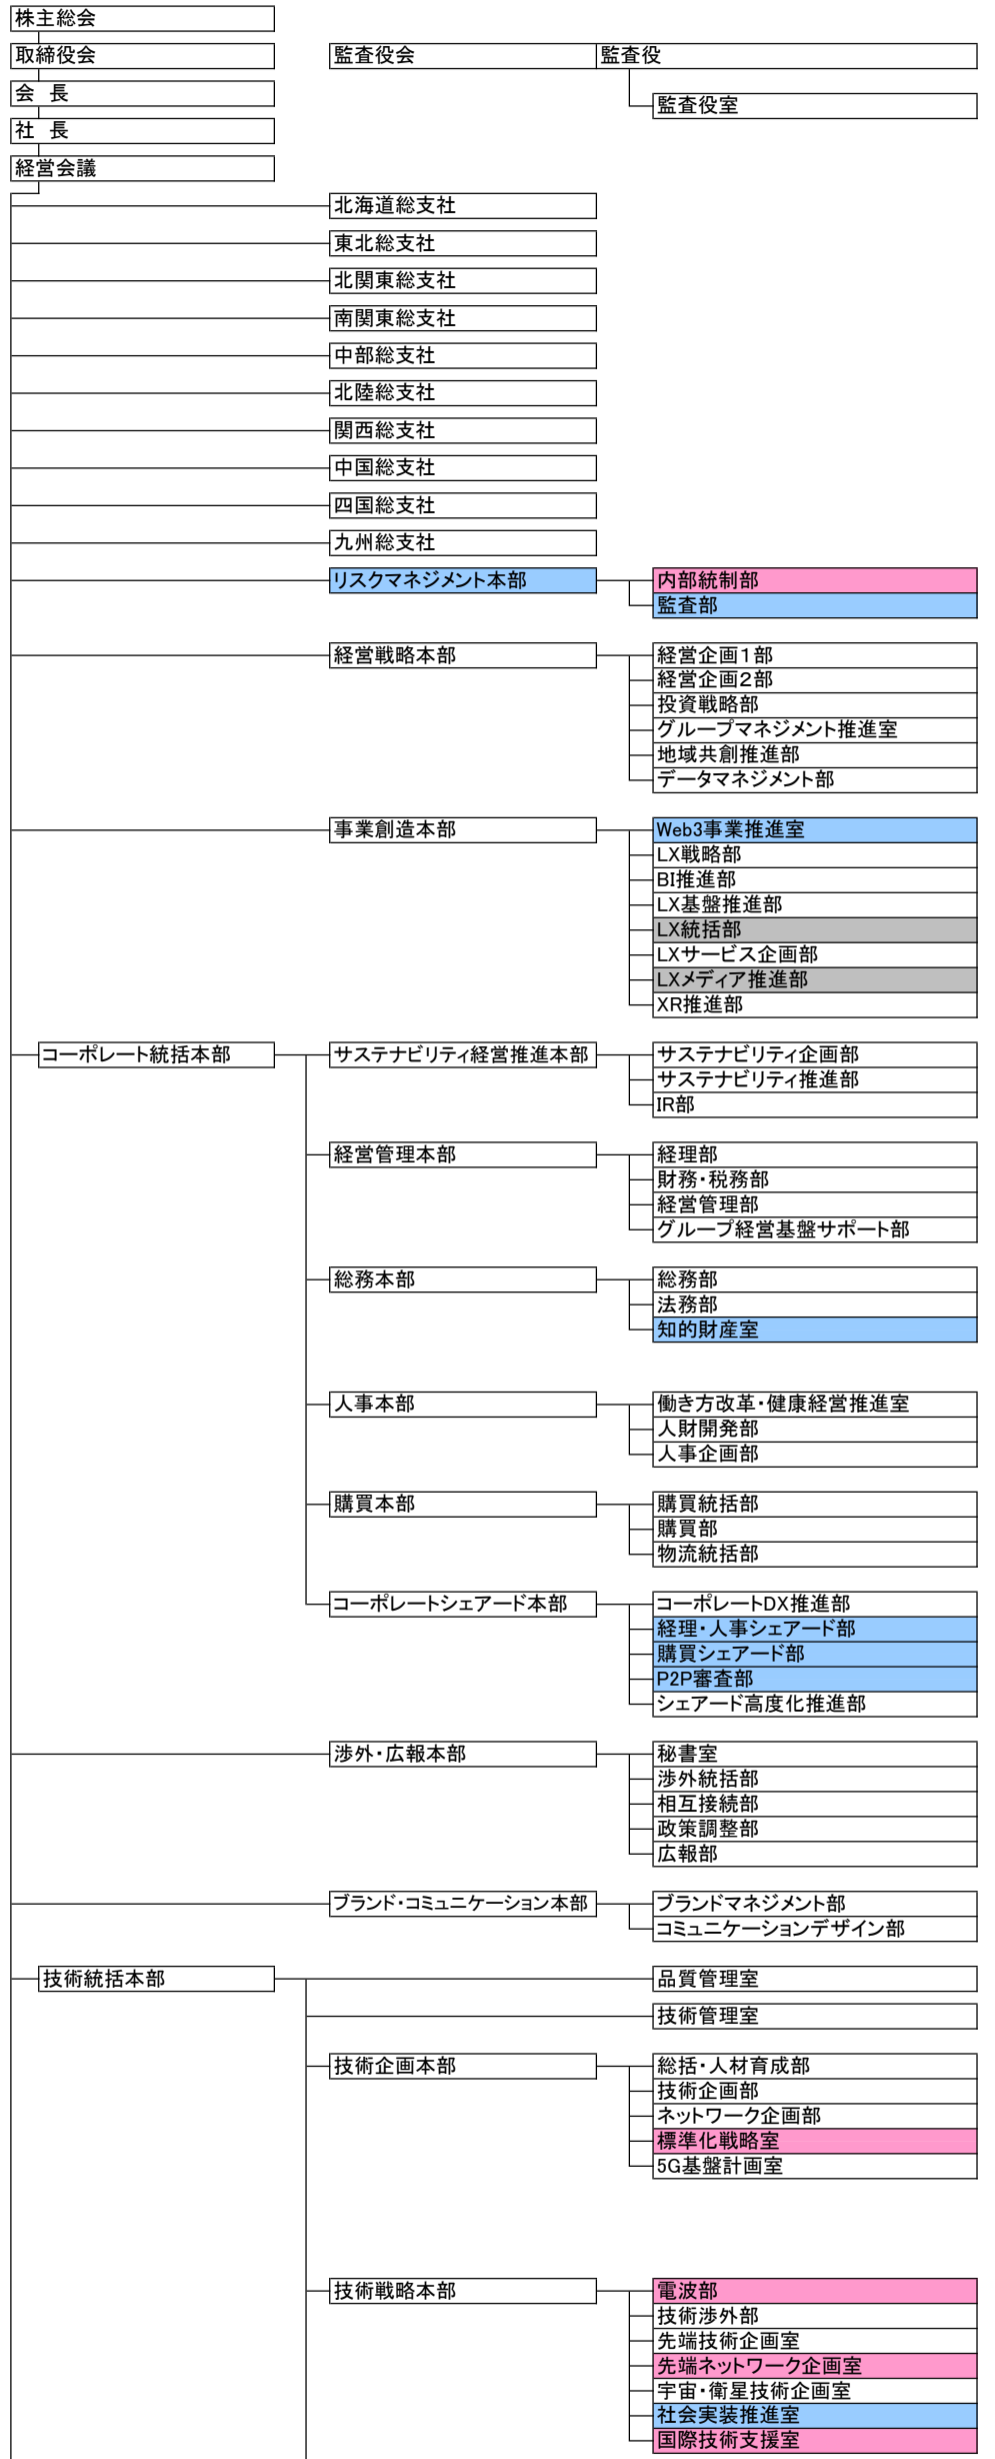 株主総会
取締役会
監査役会
監査役
会　長
監査役室
社　長
経営会議
北海道総支社
東北総支社
北関東総支社
南関東総支社
中部総支社
北陸総支社
関西総支社
中国総支社
四国総支社
九州総支社
リスクマネジメント本部
内部統制部
監査部
経営戦略本部
経営企画1部
経営企画2部
投資戦略部
グループマネジメント推進室
地域共創推進部
データマネジメント部
事業創造本部
Web3事業推進室
LX戦略部
BI推進部
LX基盤推進部
LX統括部
LXサービス企画部
LXメディア推進部
XR推進部
コーポレート統括本部
サステナビリティ経営推進本部
サステナビリティ企画部
サステナビリティ推進部
IR部
経営管理本部
経理部
財務・税務部
経営管理部
グループ経営基盤サポート部
総務本部
総務部
法務部
知的財産室
人事本部
働き方改革・健康経営推進室
人財開発部
人事企画部
購買本部
購買統括部
購買部
物流統括部
コーポレートシェアード本部
コーポレートDX推進部
経理・人事シェアード部
購買シェアード部
P2P審査部
シェアード高度化推進部
渉外・広報本部
秘書室
渉外統括部
相互接続部
政策調整部
広報部
ブランド・コミュニケーション本部
ブランドマネジメント部
コミュニケーションデザイン部
技術統括本部
品質管理室
技術管理室
技術企画本部
総括・人材育成部
技術企画部
ネットワーク企画部
標準化戦略室
5G基盤計画室
技術戦略本部
電波部
技術渉外部
先端技術企画室
先端ネットワーク企画室
宇宙・衛星技術企画室
社会実装推進室
国際技術支援室